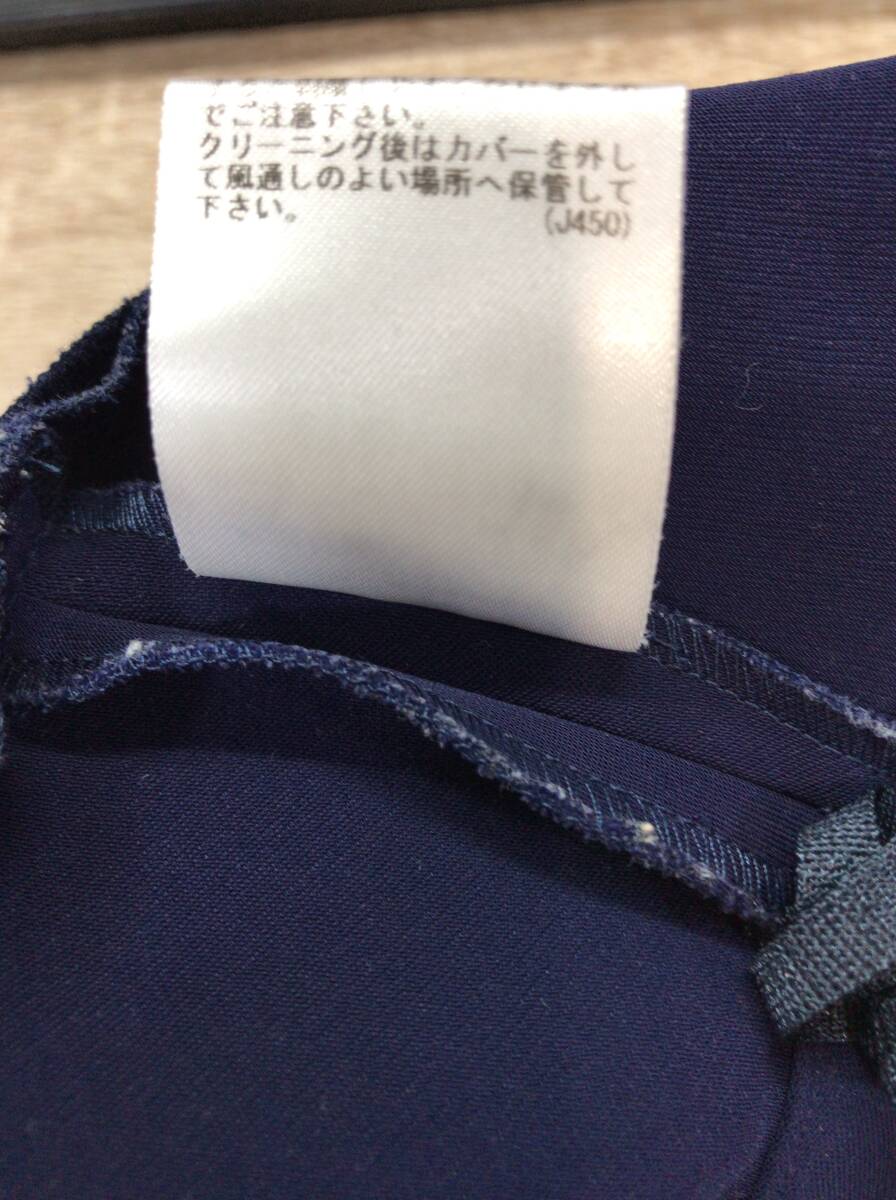 でご注意下さい。
クリーニング後はカバーを外し
て風通しのよい場所へ保管して
下さい。
(J450)